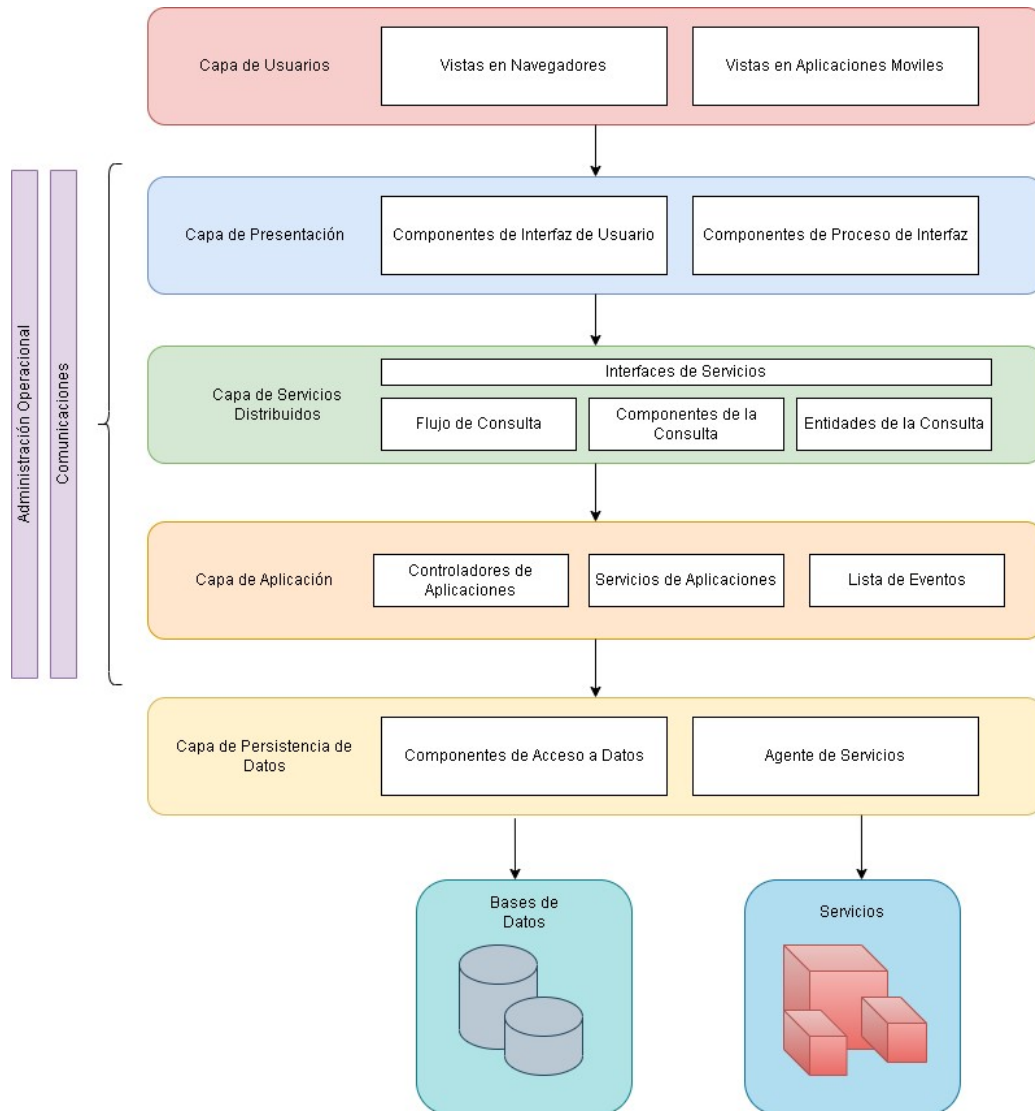 Capa de Usuarios
Vistas en Navegadores
Vistas en Aplicaciones Moviles
Administración Operacional
Comunicaciones
Capa de Presentación
Componentes de Interfaz de Usuario
Componentes de Proceso de Interfaz
Capa de Servicios
Distribuidos
Interfaces de Servicios
Flujo de Consulta
Componentes de la
Consulta
Entidades de la Consulta
Capa de Aplicación
Controladores de
Aplicaciones
Servicios de Aplicaciones
Lista de Eventos
Capa de Persistencia de
Datos
Componentes de Acceso a Datos
Agente de Servicios
Bases de
Datos
Servicios